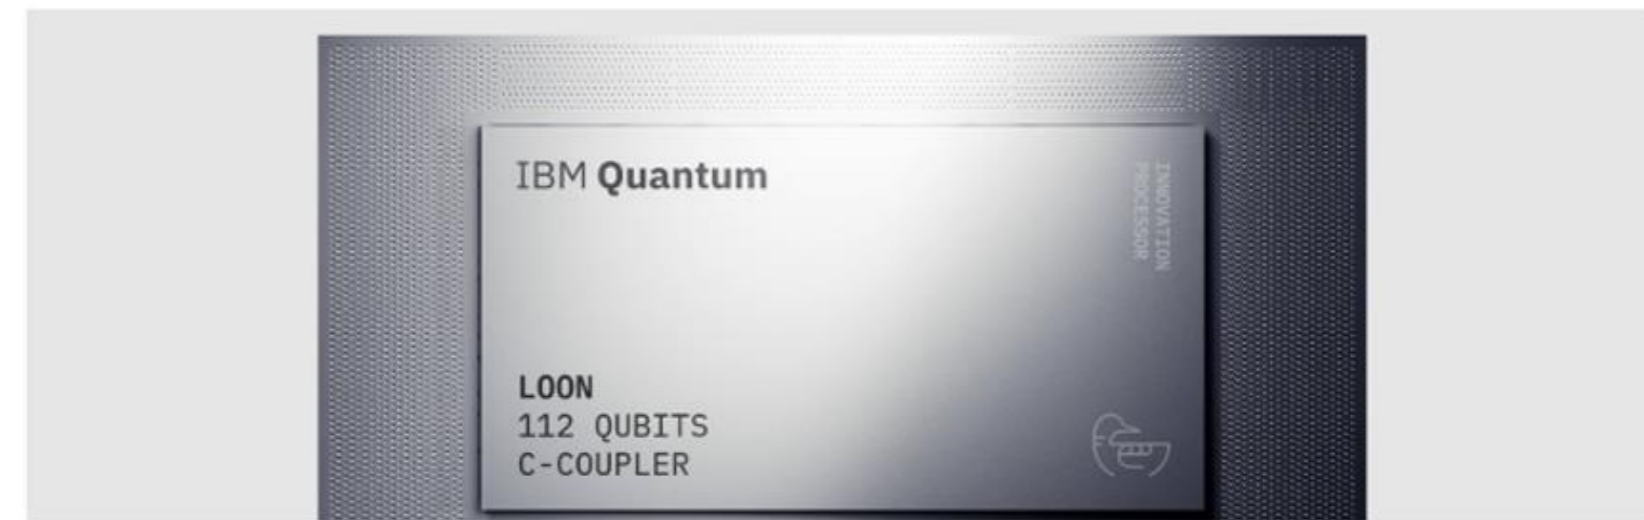 IBM Quantum
INNOVATION
PROCESSOR
LOON
112 QUBITS
C-COUPLER